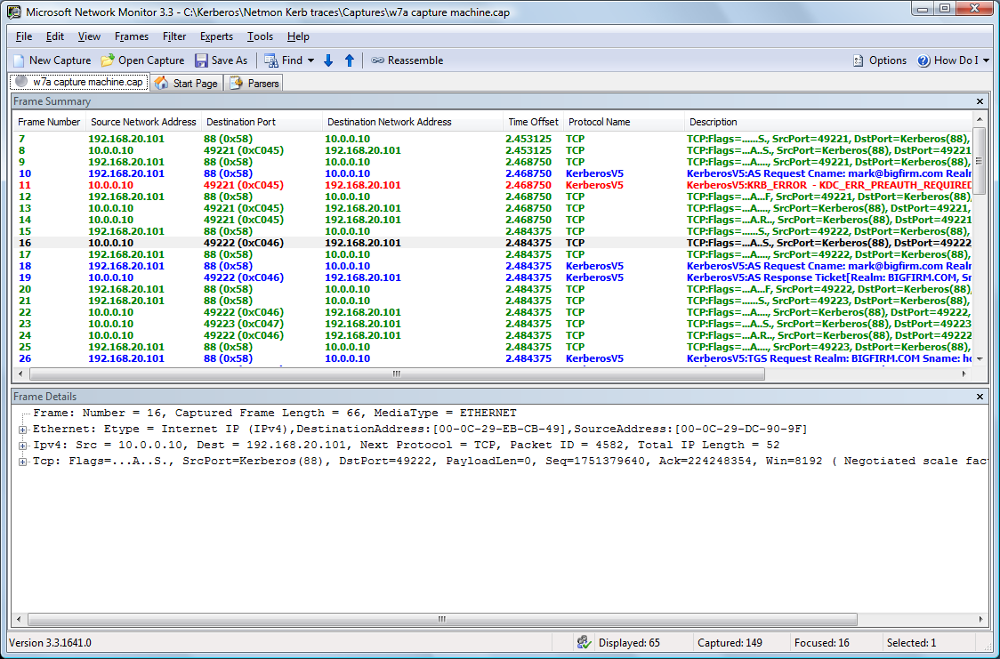 Microsoft Network Monitor 3.3 - C:\Kerberos\Netmon Kerb traces\Captures\w7a capture machine.cap
File Edit View Frames Filter Experts Tools Help
New Capture Open Capture Save As Find Reassemble Options How Do I
w7a capture machine.cap Start Page Parsers
Frame Summary
Frame Number Source Network Address Destination Port Destination Network Address Time Offset Protocol Name Description
7 192.168.20.101 88 (0x58) 10.0.0.10 2.453125 TCP TCP:Flags=......S., SrcPort=49221, DstPort=Kerberos(88),
8 10.0.0.10 49221 (0xC045) 192.168.20.101 2.453125 TCP TCP:Flags=...A..S., SrcPort=Kerberos(88), DstPort=49221
9 192.168.20.101 88 (0x58) 10.0.0.10 2.468750 TCP TCP:Flags=...A...., SrcPort=49221, DstPort=Kerberos(88),
10 192.168.20.101 88 (0x58) 10.0.0.10 2.468750 KerberosV5 KerberosV5:AS Request Cname: mark@bigfirm.com Realm
11 10.0.0.10 49221 (0xC045) 192.168.20.101 2.468750 KerberosV5 KerberosV5:KRB_ERROR - KDC_ERR_PREAUTH_REQUIRED
12 192.168.20.101 88 (0x58) 10.0.0.10 2.468750 TCP TCP:Flags=...A...F, SrcPort=49221, DstPort=Kerberos(88),
13 10.0.0.10 49221 (0xC045) 192.168.20.101 2.468750 TCP TCP:Flags=...A...., SrcPort=Kerberos(88), DstPort=49221,
14 10.0.0.10 49221 (0xC045) 192.168.20.101 2.468750 TCP TCP:Flags=...A.R.., SrcPort=Kerberos(88), DstPort=49221
15 192.168.20.101 88 (0x58) 10.0.0.10 2.484375 TCP TCP:Flags=......S., SrcPort=49222, DstPort=Kerberos(88),
16 10.0.0.10 49222 (0xC046) 192.168.20.101 2.484375 TCP TCP:Flags=...A..S., SrcPort=Kerberos(88), DstPort=49222
17 192.168.20.101 88 (0x58) 10.0.0.10 2.484375 TCP TCP:Flags=...A...., SrcPort=49222, DstPort=Kerberos(88),
18 192.168.20.101 88 (0x58) 10.0.0.10 2.484375 KerberosV5 KerberosV5:AS Request Cname: mark@bigfirm.com Realm
19 10.0.0.10 49222 (0xC046) 192.168.20.101 2.484375 KerberosV5 KerberosV5:AS Response Ticket[Realm: BIGFIRM.COM, Sn
20 192.168.20.101 88 (0x58) 10.0.0.10 2.484375 TCP TCP:Flags=...A...F, SrcPort=49222, DstPort=Kerberos(88),
21 192.168.20.101 88 (0x58) 10.0.0.10 2.484375 TCP TCP:Flags=......S., SrcPort=49223, DstPort=Kerberos(88),
22 10.0.0.10 49222 (0xC046) 192.168.20.101 2.484375 TCP TCP:Flags=...A...., SrcPort=Kerberos(88), DstPort=49222,
23 10.0.0.10 49223 (0xC047) 192.168.20.101 2.484375 TCP TCP:Flags=...A..S., SrcPort=Kerberos(88), DstPort=49223
24 10.0.0.10 49222 (0xC046) 192.168.20.101 2.484375 TCP TCP:Flags=...A.R.., SrcPort=Kerberos(88), DstPort=49222
25 192.168.20.101 88 (0x58) 10.0.0.10 2.484375 TCP TCP:Flags=...A...., SrcPort=49223, DstPort=Kerberos(88),
26 192.168.20.101 88 (0x58) 10.0.0.10 2.484375 KerberosV5 KerberosV5:TGS Request Realm: BIGFIRM.COM Sname: ho
Frame Details
Frame: Number = 16, Captured Frame Length = 66, MediaType = ETHERNET
Ethernet: Etype = Internet IP (IPv4),DestinationAddress:[00-0C-29-EB-CB-49],SourceAddress:[00-0C-29-DC-90-9F]
Ipv4: Src = 10.0.0.10, Dest = 192.168.20.101, Next Protocol = TCP, Packet ID = 4582, Total IP Length = 52
Tcp: Flags=...A..S., SrcPort=Kerberos(88), DstPort=49222, PayloadLen=0, Seq=1751379640, Ack=224248354, Win=8192 ( Negotiated scale fac
Version 3.3.1641.0 Displayed: 65 Captured: 149 Focused: 16 Selected: 1